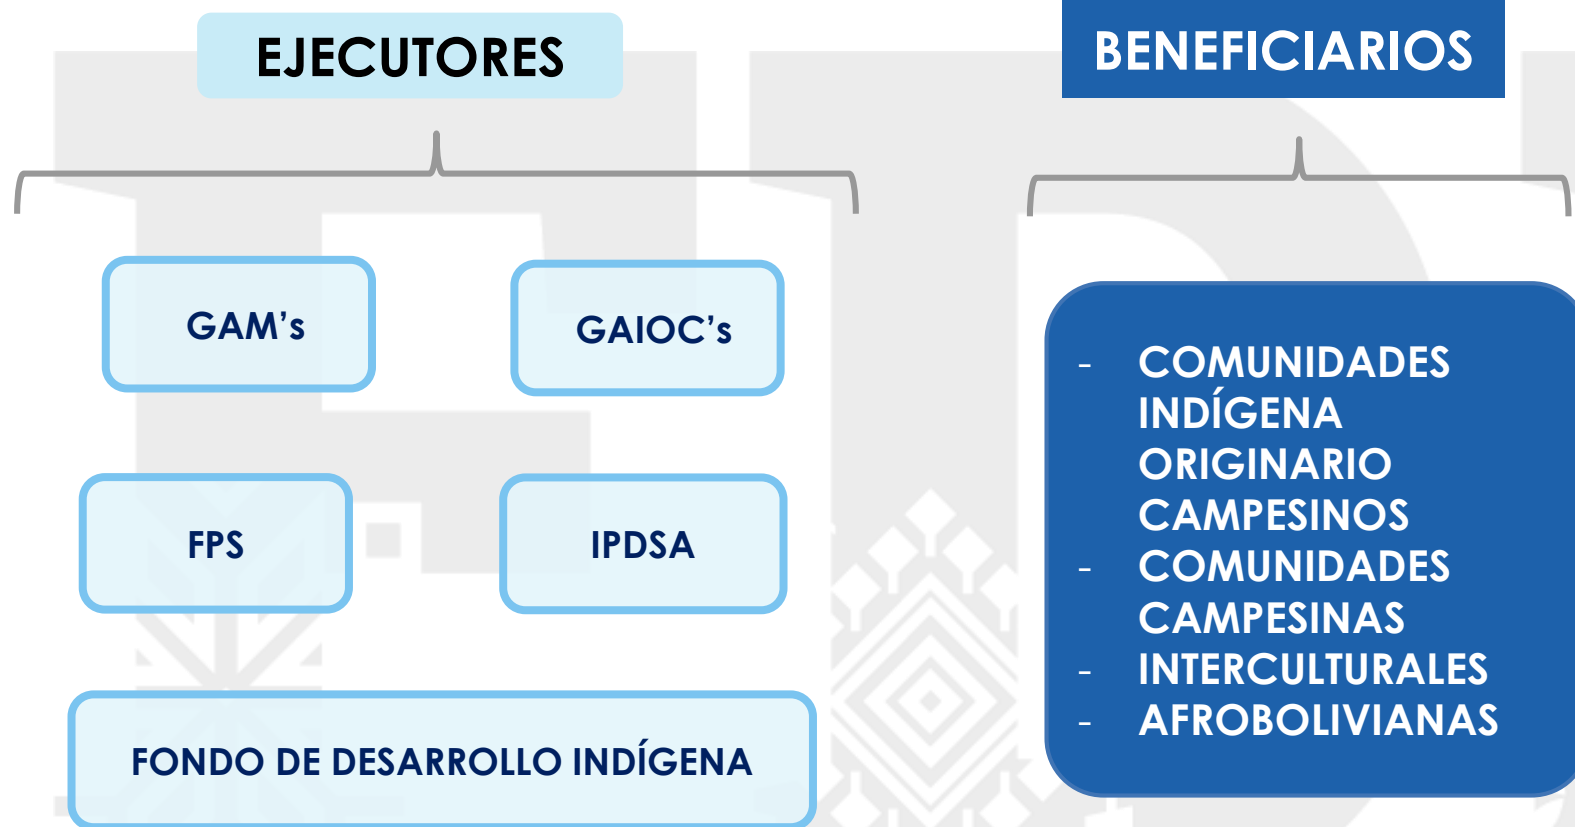 EJECUTORES
GAM's
GAIOC's
FPS
IPDSA
FONDO DE DESARROLLO INDÍGENA
BENEFICIARIOS
- COMUNIDADES
INDÍGENA
ORIGINARIO
CAMPESINOS
- COMUNIDADES
CAMPESINAS
- INTERCULTURALES
- AFROBOLIVIANAS